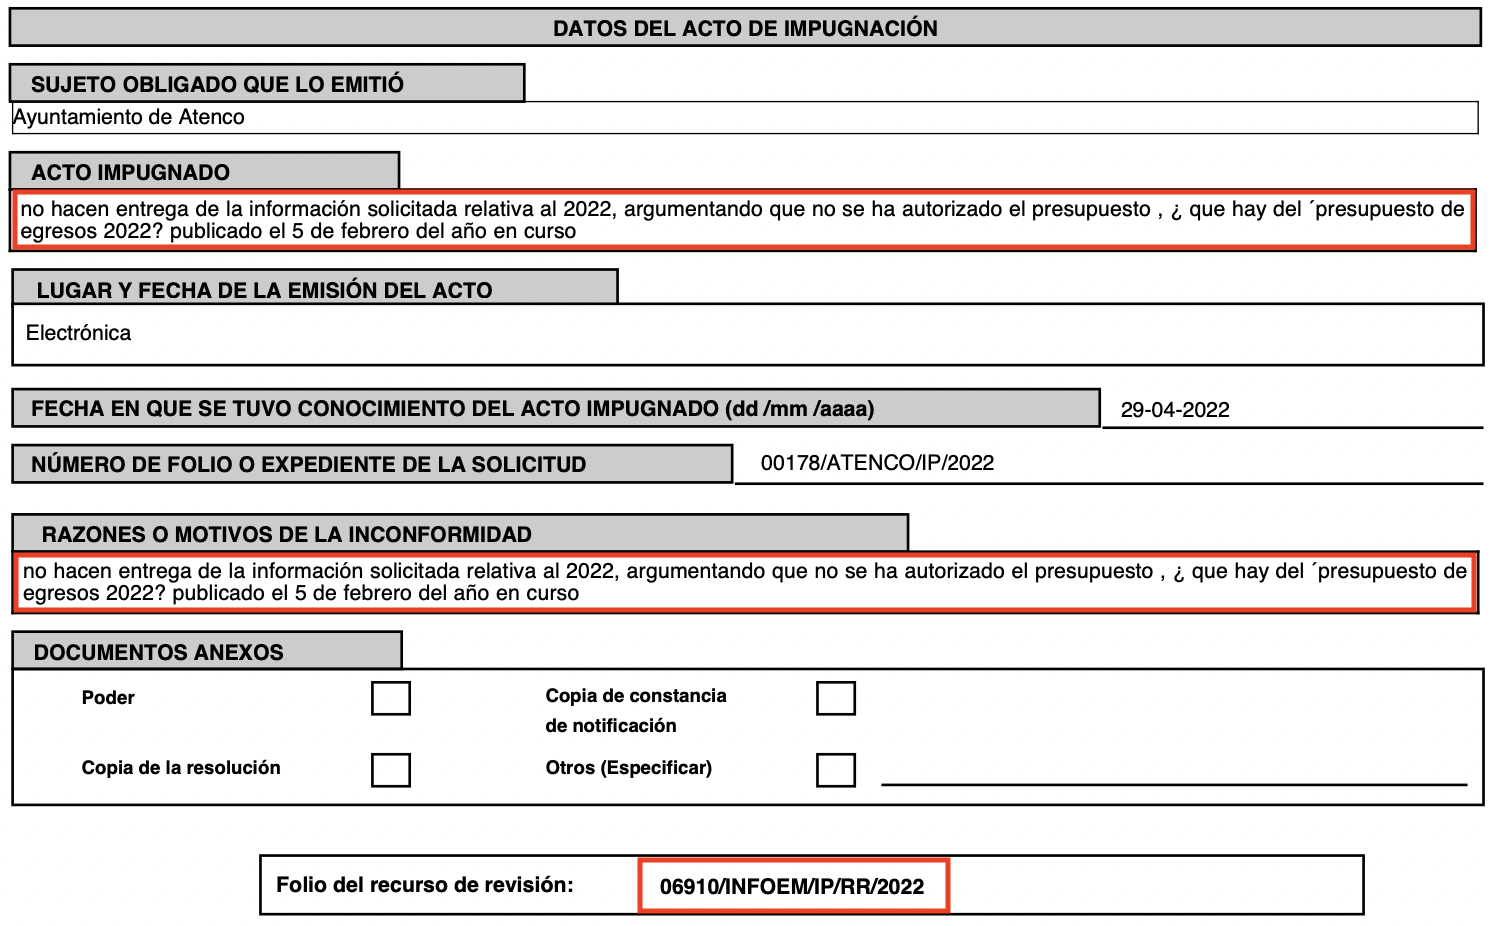 DATOS DEL ACTO DE IMPUGNACIÓN
SUJETO OBLIGADO QUE LO EMITIÓ
Ayuntamiento de Atenco
ACTO IMPUGNADO
no hacen entrega de la información solicitada relativa al 2022, argumentando que no se ha autorizado el presupuesto , ¿ que hay del ´presupuesto de
egresos 2022? publicado el 5 de febrero del año en curso
LUGAR Y FECHA DE LA EMISIÓN DEL ACTO
Electrónica
FECHA EN QUE SE TUVO CONOCIMIENTO DEL ACTO IMPUGNADO (dd /mm /aaaa) 29-04-2022
NÚMERO DE FOLIO O EXPEDIENTE DE LA SOLICITUD 00178/ATENCO/IP/2022
RAZONES O MOTIVOS DE LA INCONFORMIDAD
no hacen entrega de la información solicitada relativa al 2022, argumentando que no se ha autorizado el presupuesto , ¿ que hay del ´presupuesto de
egresos 2022? publicado el 5 de febrero del año en curso
DOCUMENTOS ANEXOS
Poder
Copia de constancia
de notificación
Copia de la resolución
Otros (Especificar)
Folio del recurso de revisión: 06910/INFOEM/IP/RR/2022